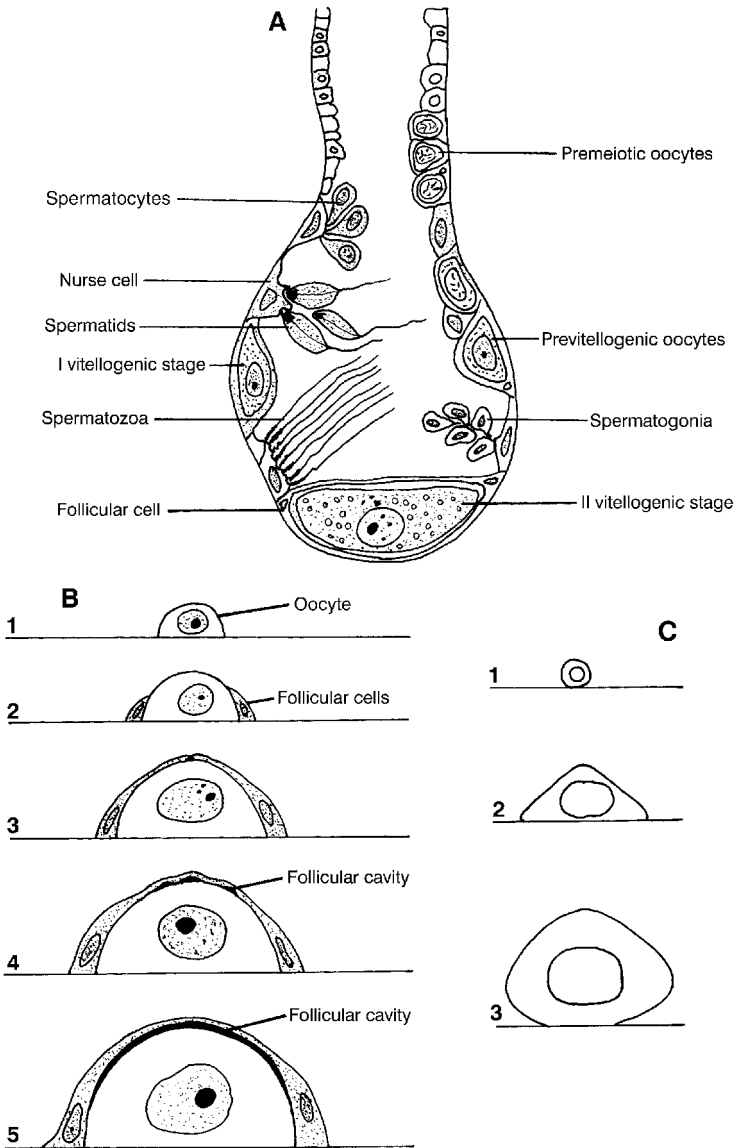 A
Premeiotic oocytes
Spermatocytes
Nurse cell
Spermatids
Previtellogenic oocytes
I vitellogenic stage
Spermatozoa
Spermatogonia
Follicular cell
II vitellogenic stage
B
1
Oocyte
2
Follicular cells
3
Follicular cavity
4
Follicular cavity
5
C
1
2
3